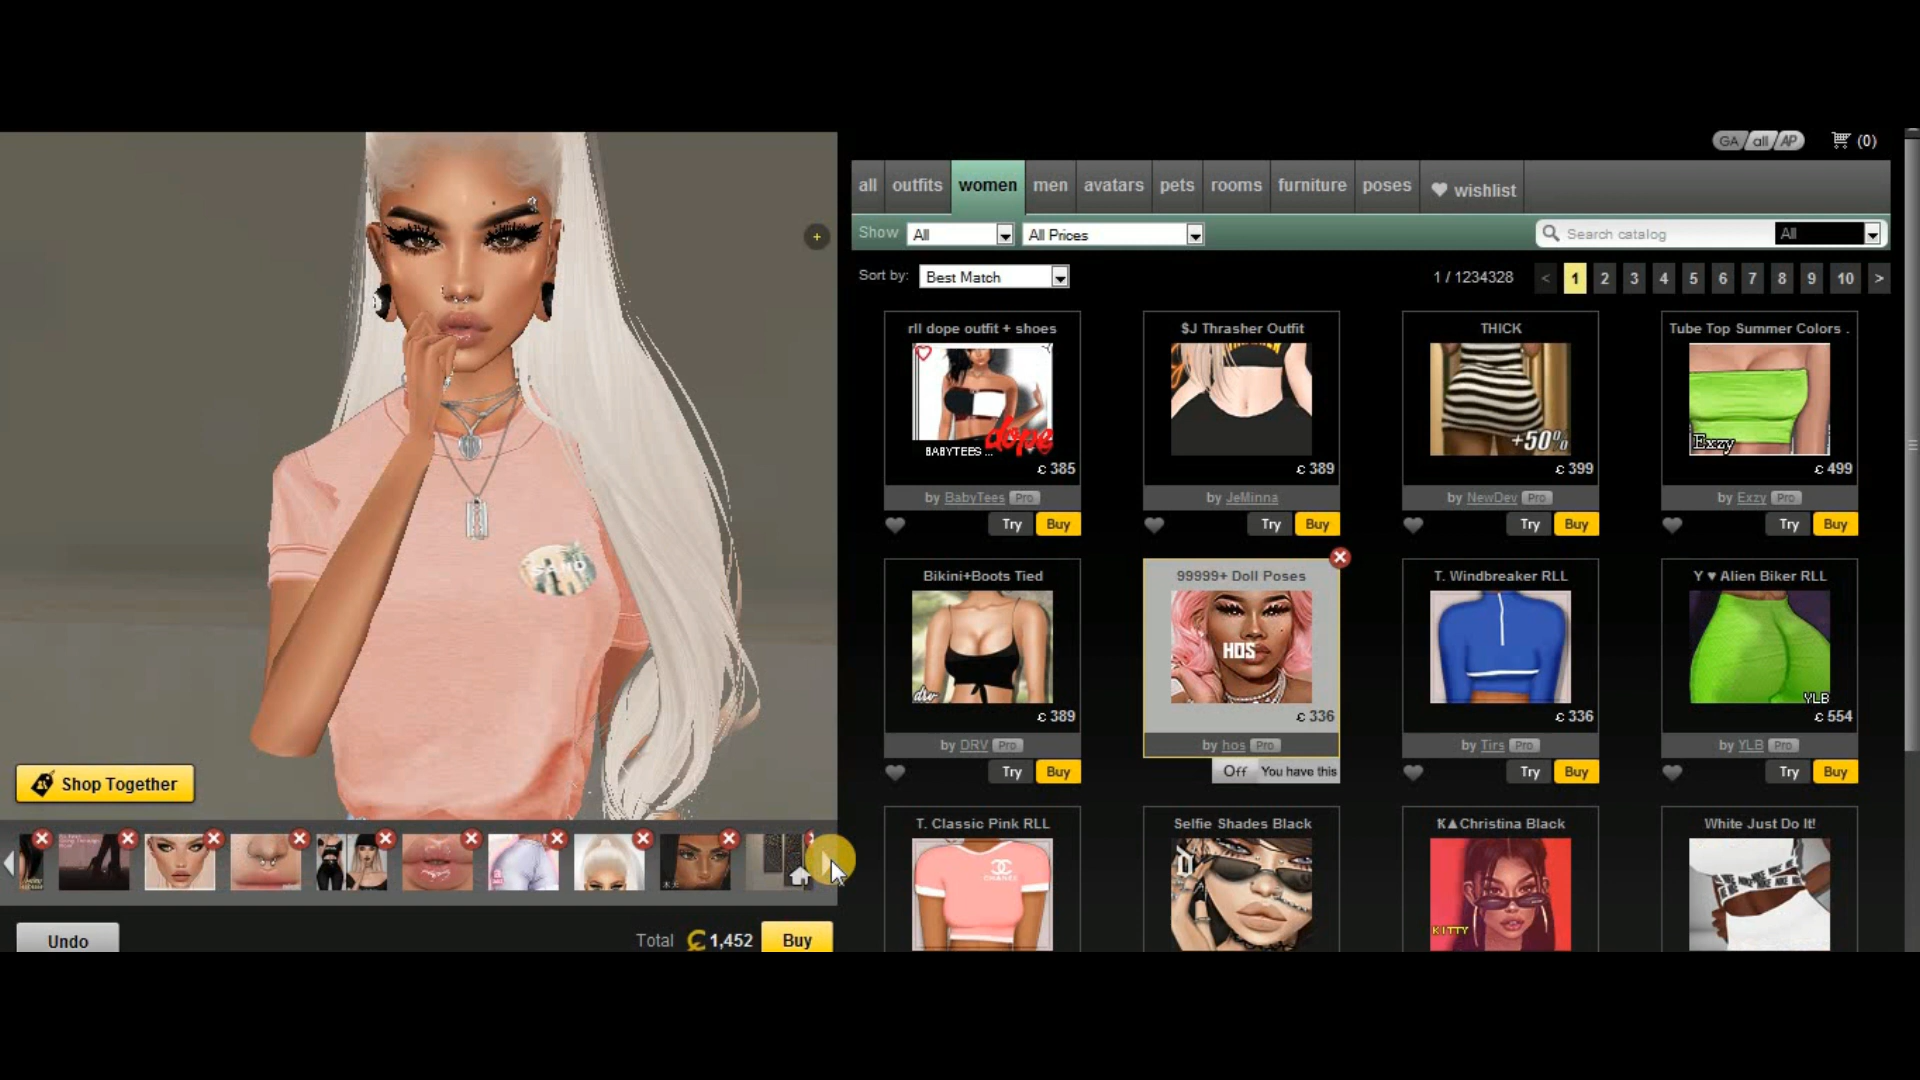 GA all AP (0)
all outfits women men avatars pets rooms furniture poses wishlist
Show All All Prices Search catalog All
Sort by: Best Match 1 / 1234328 < 1 2 3 4 5 6 7 8 9 10 >
rll dope outfit + shoes
dope
BABYTEES ...
385
by BabyTees Pro
Try Buy
$J Thrasher Outfit
389
by JeMinna
Try Buy
THICK
+50%
399
by NewDev Pro
Try Buy
Tube Top Summer Colors .
Exzy
499
by Exzy Pro
Try Buy
Bikini+Boots Tied
drv
389
by DRV Pro
Try Buy
99999+ Doll Poses
HOS
336
by hos Pro
Off You have this
T. Windbreaker RLL
336
by Tirs Pro
Try Buy
Y ♥ Alien Biker RLL
YLB
554
by YLB Pro
Try Buy
T. Classic Pink RLL
CHANEL
Selfie Shades Black
K▲Christina Black
KITTY
White Just Do It!
SAND
Shop Together
Undo
Total 1,452 Buy